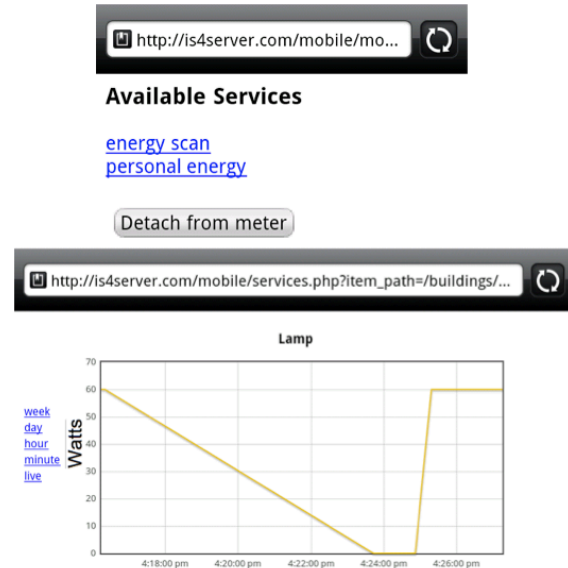 http://is4server.com/mobile/mo...
Available Services
energy scan
personal energy
Detach from meter
http://is4server.com/mobile/services.php?item_path=/buildings/...
Lamp
week
day
hour
minute
live
Watts
70
60
50
40
30
20
10
0
4:18:00 pm 4:20:00 pm 4:22:00 pm 4:24:00 pm 4:26:00 pm